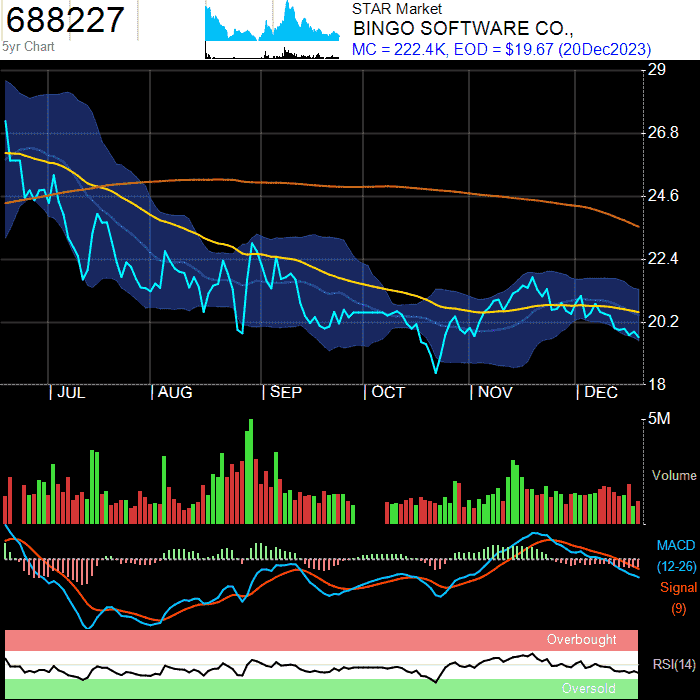 688227
5yr Chart
STAR Market
BINGO SOFTWARE CO.,
MC = 222.4K, EOD = $19.67 (20Dec2023)
29
26.8
24.6
22.4
20.2
18
JUL AUG SEP OCT NOV DEC
5M
Volume
MACD
(12-26)
Signal
(9)
Overbought
RSI(14)
Oversold